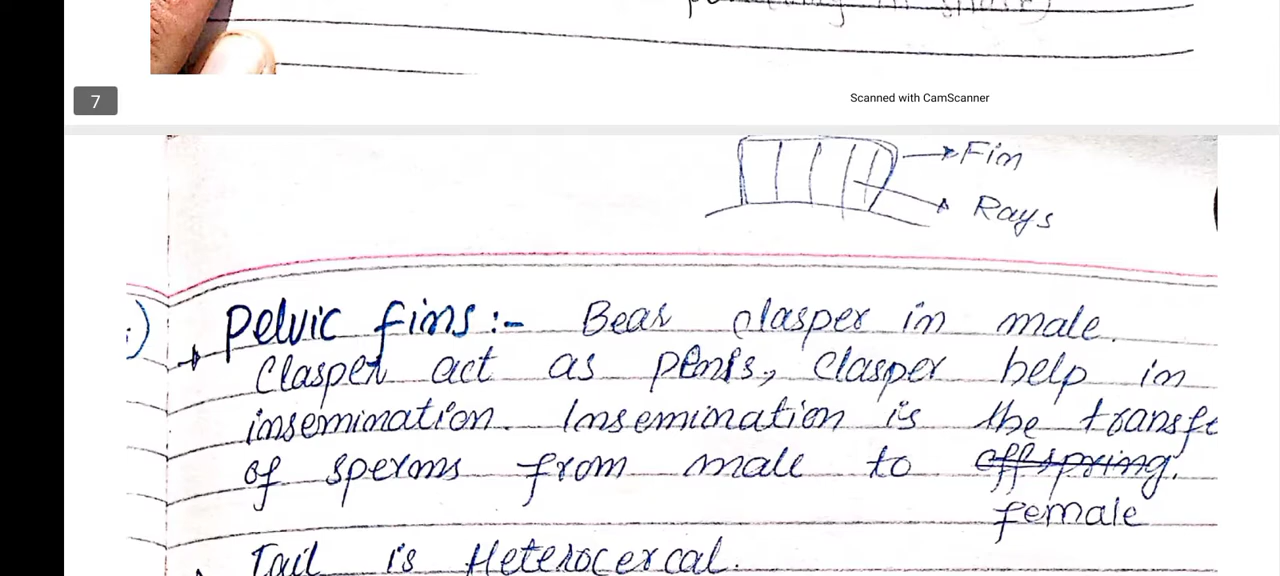 7
Scanned with CamScanner
→ Fin
Rays
→ Pelvic fins :- Bear clasper in male.
Clasper act as penis, clasper help in
insemination. Insemination is the transfe
of sperms from male to offspring.
female
Tail is Heterocercal.